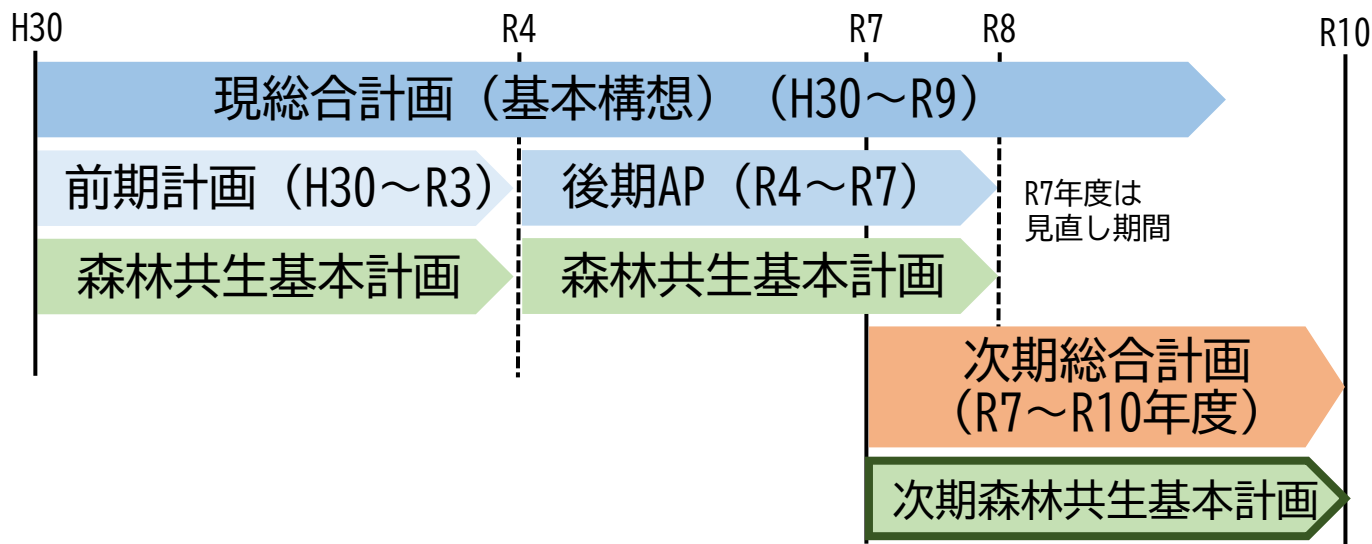 H30
R4
R7
R8
R10
現総合計画（基本構想）（H30～R9）
前期計画（H30～R3）
後期AP（R4～R7）
R7年度は
見直し期間
森林共生基本計画
森林共生基本計画
次期総合計画
（R7～R10年度）
次期森林共生基本計画